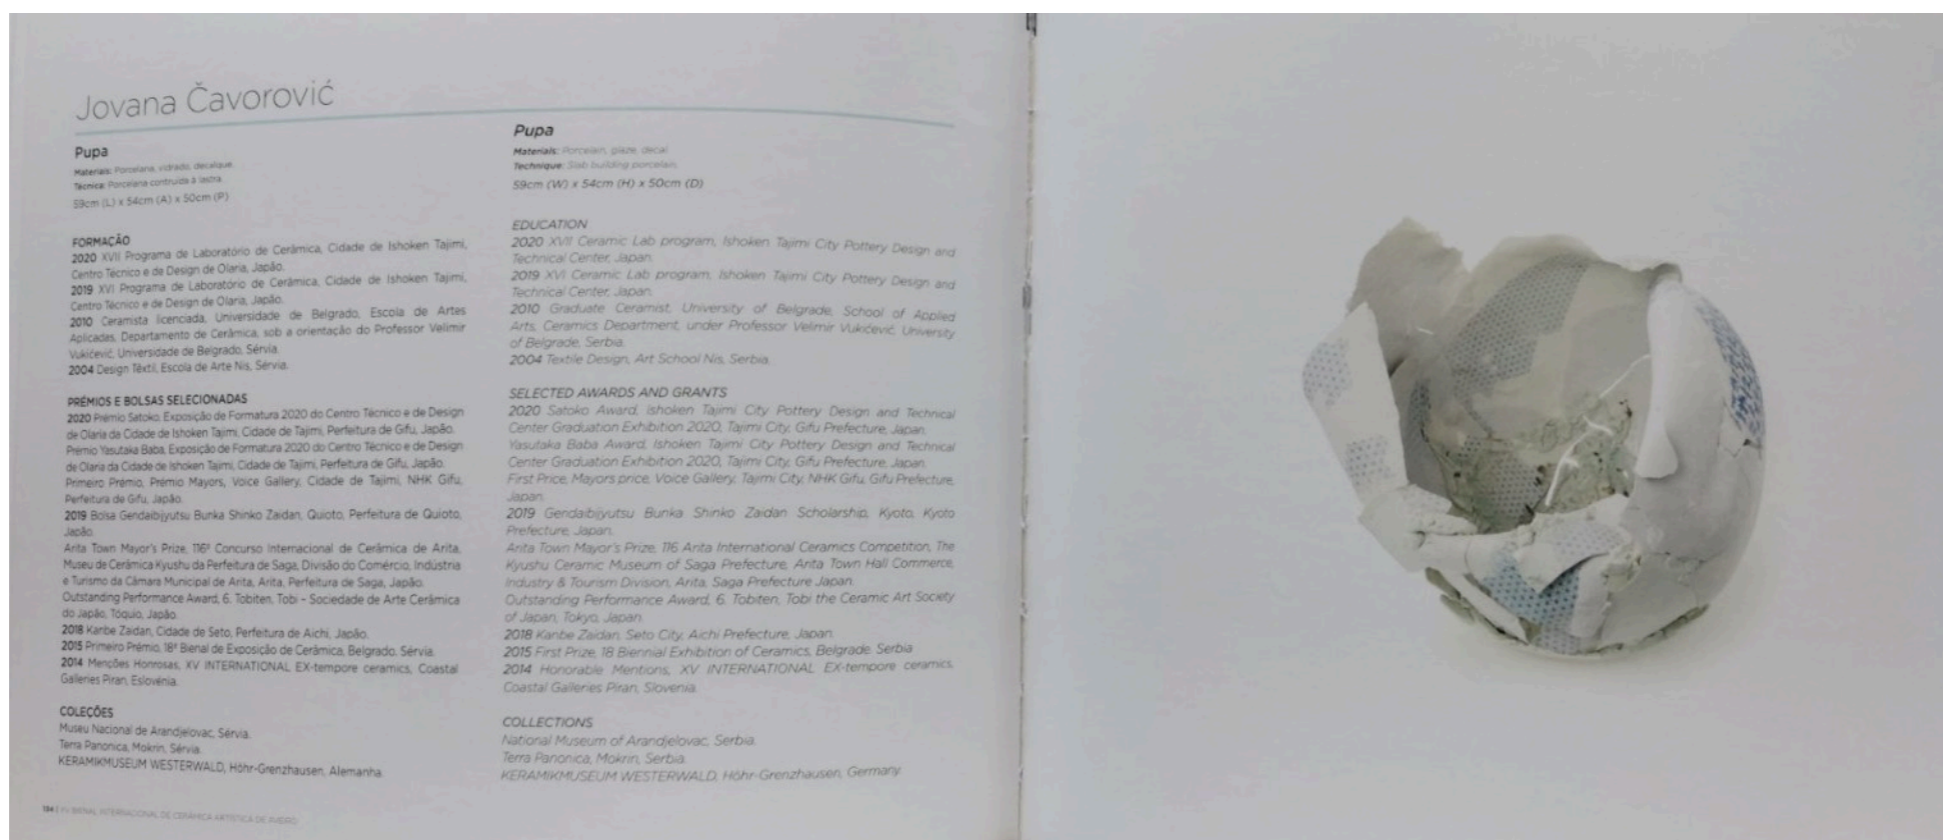 Jovana Čavorović
Pupa
Materiais: Porcelana, vidrado, decalque.
Técnica: Porcelana contruída à lastra.
59cm (L) x 54cm (A) x 50cm (P)
FORMAÇÃO
2020 XVII Programa de Laboratório de Cerâmica, Cidade de Ishoken Tajimi,
Centro Técnico e de Design de Olaria, Japão.
2019 XVI Programa de Laboratório de Cerâmica, Cidade de Ishoken Tajimi,
Centro Técnico e de Design de Olaria, Japão.
2010 Ceramista licenciada, Universidade de Belgrado, Escola de Artes
Aplicadas, Departamento de Cerâmica, sob a orientação do Professor Velimir
Vukićević, Universidade de Belgrado, Sérvia.
2004 Design Têxtil, Escola de Arte Nis, Sérvia.
PRÉMIOS E BOLSAS SELECIONADAS
2020 Prémio Satoko, Exposição de Formatura 2020 do Centro Técnico e de Design
de Olaria da Cidade de Ishoken Tajimi, Cidade de Tajimi, Perfeitura de Gifu, Japão.
Prémio Yasutaka Baba, Exposição de Formatura 2020 do Centro Técnico e de Design
de Olaria da Cidade de Ishoken Tajimi, Cidade de Tajimi, Perfeitura de Gifu, Japão.
Primeiro Prémio, Prémio Mayors, Voice Gallery, Cidade de Tajimi, NHK Gifu,
Perfeitura de Gifu, Japão.
2019 Bolsa Gendaibijyutsu Bunka Shinko Zaidan, Quioto, Perfeitura de Quioto,
Japão.
Arita Town Mayor's Prize, 116º Concurso Internacional de Cerâmica de Arita,
Museu de Cerâmica Kyushu da Perfeitura de Saga, Divisão do Comércio, Indústria
e Turismo da Câmara Municipal de Arita, Arita, Perfeitura de Saga, Japão.
Outstanding Performance Award, 6. Tobiten, Tobi – Sociedade de Arte Cerâmica
do Japão, Tóquio, Japão.
2018 Kanbe Zaidan, Cidade de Seto, Perfeitura de Aichi, Japão.
2015 Primeiro Prémio, 18ª Bienal de Exposição de Cerâmica, Belgrado, Sérvia.
2014 Menções Honrosas, XV INTERNATIONAL EX-tempore ceramics, Coastal
Galleries Piran, Eslovénia.
COLEÇÕES
Museu Nacional de Arandjelovac, Sérvia.
Terra Panonica, Mokrin, Sérvia.
KERAMIKMUSEUM WESTERWALD, Höhr-Grenzhausen, Alemanha.
194 | XV BIENAL INTERNACIONAL DE CERÂMICA ARTÍSTICA DE AVEIRO
Pupa
Materials: Porcelain, glaze, decal.
Technique: Slab building porcelain.
59cm (W) x 54cm (H) x 50cm (D)
EDUCATION
2020 XVII Ceramic Lab program, Ishoken Tajimi City Pottery Design and
Technical Center, Japan.
2019 XVI Ceramic Lab program, Ishoken Tajimi City Pottery Design and
Technical Center, Japan.
2010 Graduate Ceramist, University of Belgrade, School of Applied
Arts, Ceramics Department, under Professor Velimir Vukićević, University
of Belgrade, Serbia.
2004 Textile Design, Art School Nis, Serbia.
SELECTED AWARDS AND GRANTS
2020 Satoko Award, Ishoken Tajimi City Pottery Design and Technical
Center Graduation Exhibition 2020, Tajimi City, Gifu Prefecture, Japan.
Yasutaka Baba Award, Ishoken Tajimi City Pottery Design and Technical
Center Graduation Exhibition 2020, Tajimi City, Gifu Prefecture, Japan.
First Price, Mayors price, Voice Gallery, Tajimi City, NHK Gifu, Gifu Prefecture,
Japan.
2019 Gendaibijyutsu Bunka Shinko Zaidan Scholarship, Kyoto, Kyoto
Prefecture, Japan.
Arita Town Mayor's Prize, 116 Arita International Ceramics Competition, The
Kyushu Ceramic Museum of Saga Prefecture, Arita Town Hall Commerce,
Industry & Tourism Division, Arita, Saga Prefecture Japan.
Outstanding Performance Award, 6. Tobiten, Tobi the Ceramic Art Society
of Japan, Tokyo, Japan.
2018 Kanbe Zaidan, Seto City, Aichi Prefecture, Japan.
2015 First Prize, 18 Biennial Exhibition of Ceramics, Belgrade, Serbia
2014 Honorable Mentions, XV INTERNATIONAL EX-tempore ceramics,
Coastal Galleries Piran, Slovenia.
COLLECTIONS
National Museum of Arandjelovac, Serbia.
Terra Panonica, Mokrin, Serbia.
KERAMIKMUSEUM WESTERWALD, Höhr-Grenzhausen, Germany